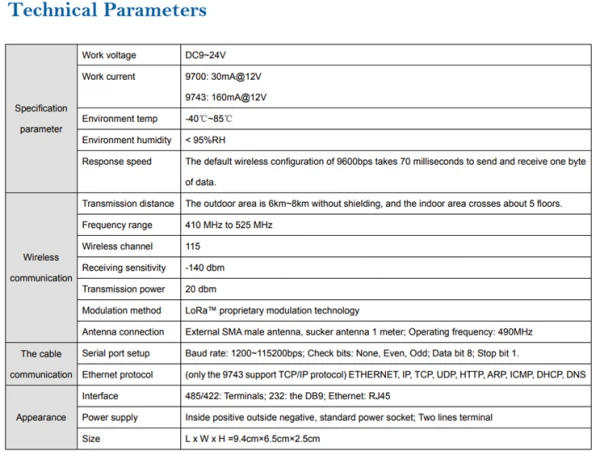 Technical Parameters
Specification
parameter
Work voltage
DC9~24V
Work current
9700: 30mA@12V
9743: 160mA@12V
Environment temp
-40℃~85℃
Environment humidity
< 95%RH
Response speed
The default wireless configuration of 9600bps takes 70 milliseconds to send and receive one byte
of data.
Wireless
communication
Transmission distance
The outdoor area is 6km~8km without shielding, and the indoor area crosses about 5 floors.
Frequency range
410 MHz to 525 MHz
Wireless channel
115
Receiving sensitivity
-140 dbm
Transmission power
20 dbm
Modulation method
LoRa™ proprietary modulation technology
Antenna connection
External SMA male antenna, sucker antenna 1 meter; Operating frequency: 490MHz
The cable
communication
Serial port setup
Baud rate: 1200~115200bps; Check bits: None, Even, Odd; Data bit 8; Stop bit 1.
Ethernet protocol
(only the 9743 support TCP/IP protocol) ETHERNET, IP, TCP, UDP, HTTP, ARP, ICMP, DHCP, DNS
Appearance
Interface
485/422: Terminals; 232: the DB9; Ethernet: RJ45
Power supply
Inside positive outside negative, standard power socket; Two lines terminal
Size
L x W x H =9.4cm×6.5cm×2.5cm